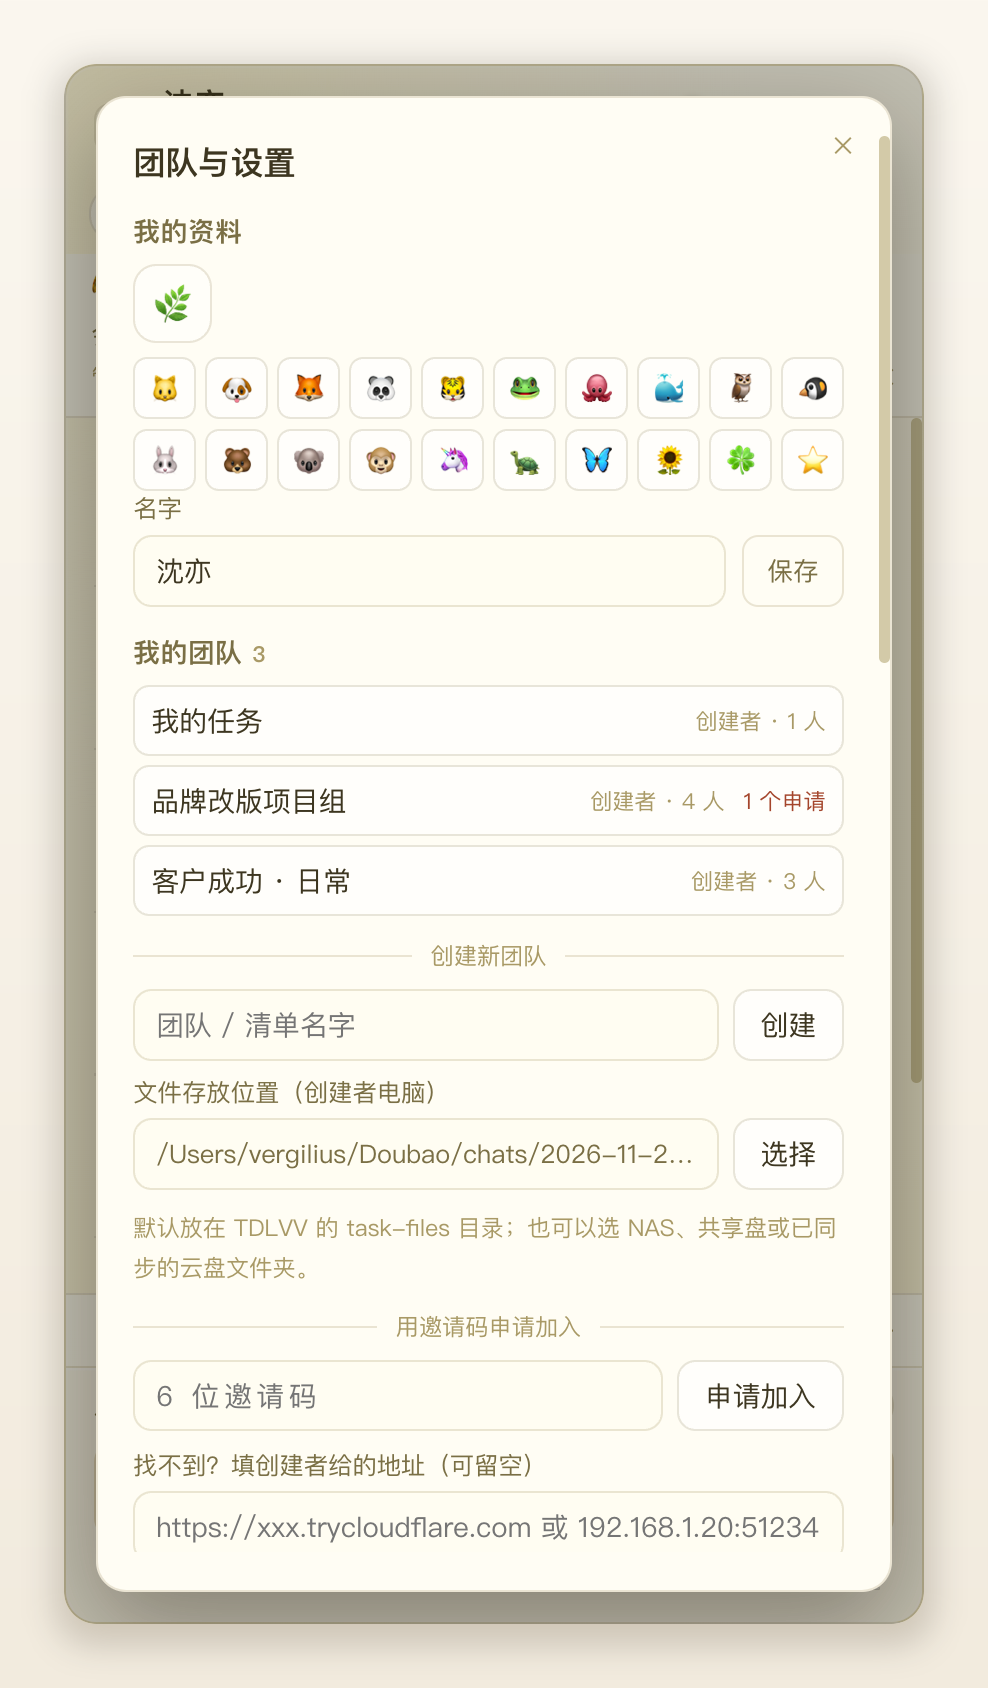 团队与设置
我的资料
名字
沈亦
保存
我的团队 3
我的任务
创建者 · 1 人
品牌改版项目组
创建者 · 4 人 1 个申请
客户成功 · 日常
创建者 · 3 人
创建新团队
团队 / 清单名字
创建
文件存放位置（创建者电脑）
/Users/vergilius/Doubao/chats/2026-11-2...
选择
默认放在 TDLVV 的 task-files 目录；也可以选 NAS、共享盘或已同
步的云盘文件夹。
用邀请码申请加入
6 位邀请码
申请加入
找不到？填创建者给的地址（可留空）
https://xxx.trycloudflare.com 或 192.168.1.20:51234